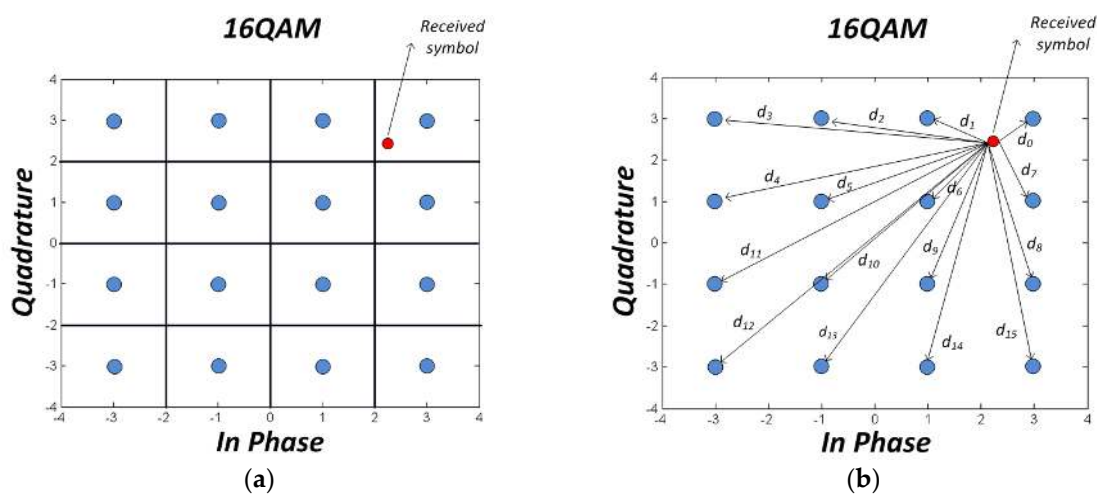 16QAM
Received
symbol
4
3
2
1
0
-1
-2
-3
-4
-4
-3
-2
-1
0
1
2
3
4
Quadrature
In Phase
(a)
16QAM
Received
symbol
4
3
2
1
0
-1
-2
-3
-4
-4
-3
-2
-1
0
1
2
3
4
Quadrature
In Phase
d3
d2
d1
d0
d4
d5
d6
d7
d11
d10
d9
d8
d12
d13
d14
d15
(b)